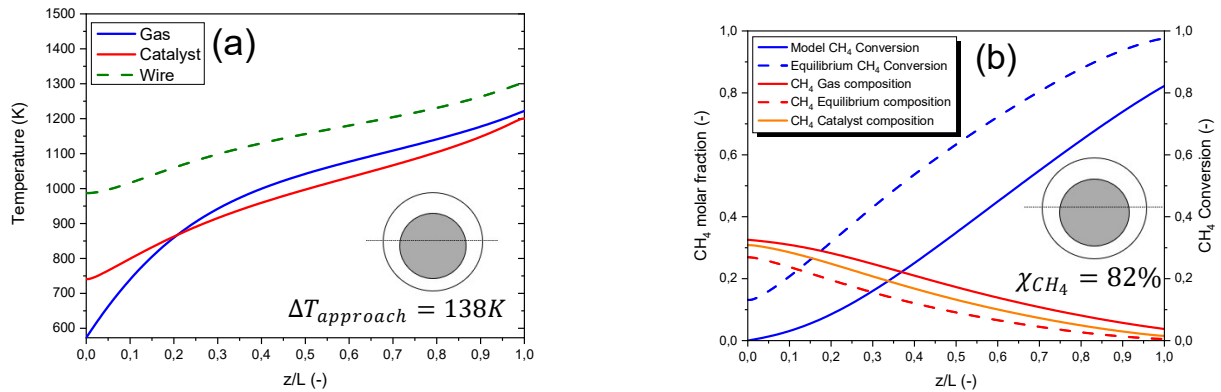 (a)
Gas
Catalyst
Wire
1500
1400
1300
1200
1100
1000
900
800
700
600
Temperature (K)
ΔT_approach = 138K
0,0 0,1 0,2 0,3 0,4 0,5 0,6 0,7 0,8 0,9 1,0
z/L (-)
(b)
Model CH₄ Conversion
Equilibrium CH₄ Conversion
CH₄ Gas composition
CH₄ Equilibrium composition
CH₄ Catalyst composition
1,0
0,8
0,6
0,4
0,2
0,0
CH₄ molar fraction (-)
1,0
0,8
0,6
0,4
0,2
0,0
CH₄ Conversion (-)
χ_CH₄ = 82%
0,0 0,1 0,2 0,3 0,4 0,5 0,6 0,7 0,8 0,9 1,0
z/L (-)